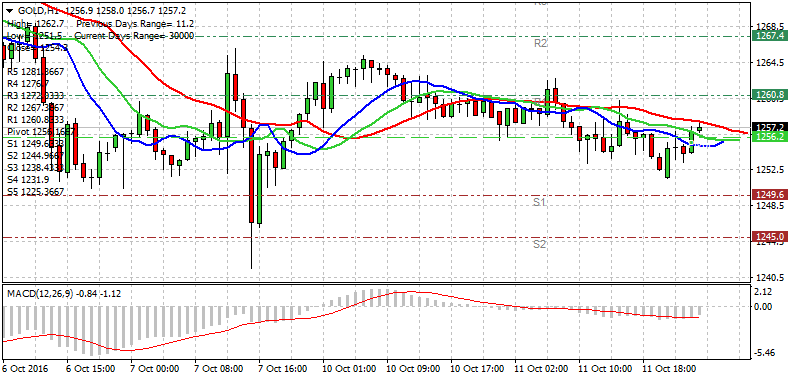 GOLD,H1 1256.9 1258.0 1256.7 1257.2
High= 1262.7 Previous Days Range= 11.2
Low= 1251.5 Current Days Range= 30000
Close= 1254.3
R5 1281.3667
R4 1276.7
R3 1272.0333
R2 1267.3667
R1 1260.8333
Pivot 1256.1667
S1 1249.6333
S2 1244.9667
S3 1238.4333
S4 1231.9
S5 1225.3667
R2
S1
S2
1268.5
1267.4
1264.5
1260.8
1257.2
1256.2
1252.5
1249.6
1248.5
1245.0
1240.5
MACD(12,26,9) -0.84 -1.12
2.12
0.00
-5.46
6 Oct 2016 6 Oct 15:00 7 Oct 00:00 7 Oct 08:00 7 Oct 16:00 10 Oct 01:00 10 Oct 09:00 10 Oct 17:00 11 Oct 02:00 11 Oct 10:00 11 Oct 18:00